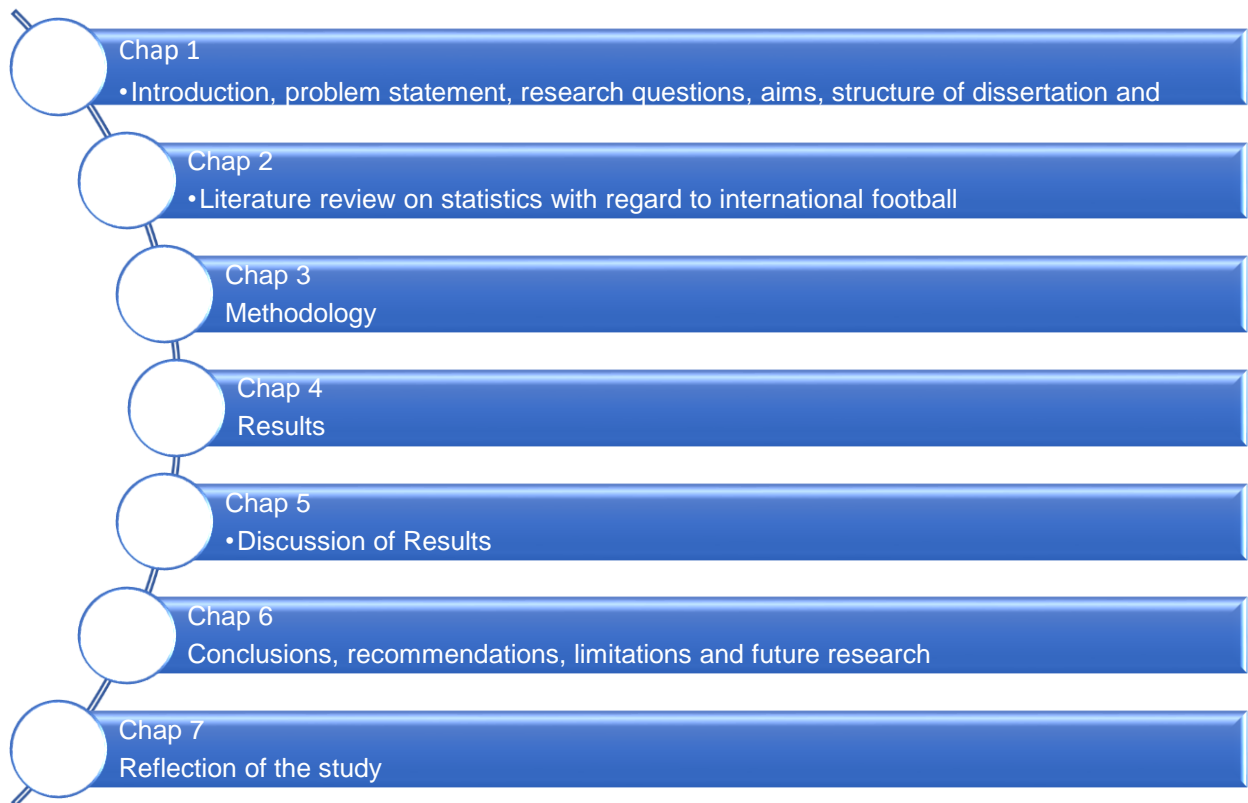 Chap 1
•Introduction, problem statement, research questions, aims, structure of dissertation and
Chap 2
•Literature review on statistics with regard to international football
Chap 3
Methodology
Chap 4
Results
Chap 5
•Discussion of Results
Chap 6
Conclusions, recommendations, limitations and future research
Chap 7
Reflection of the study